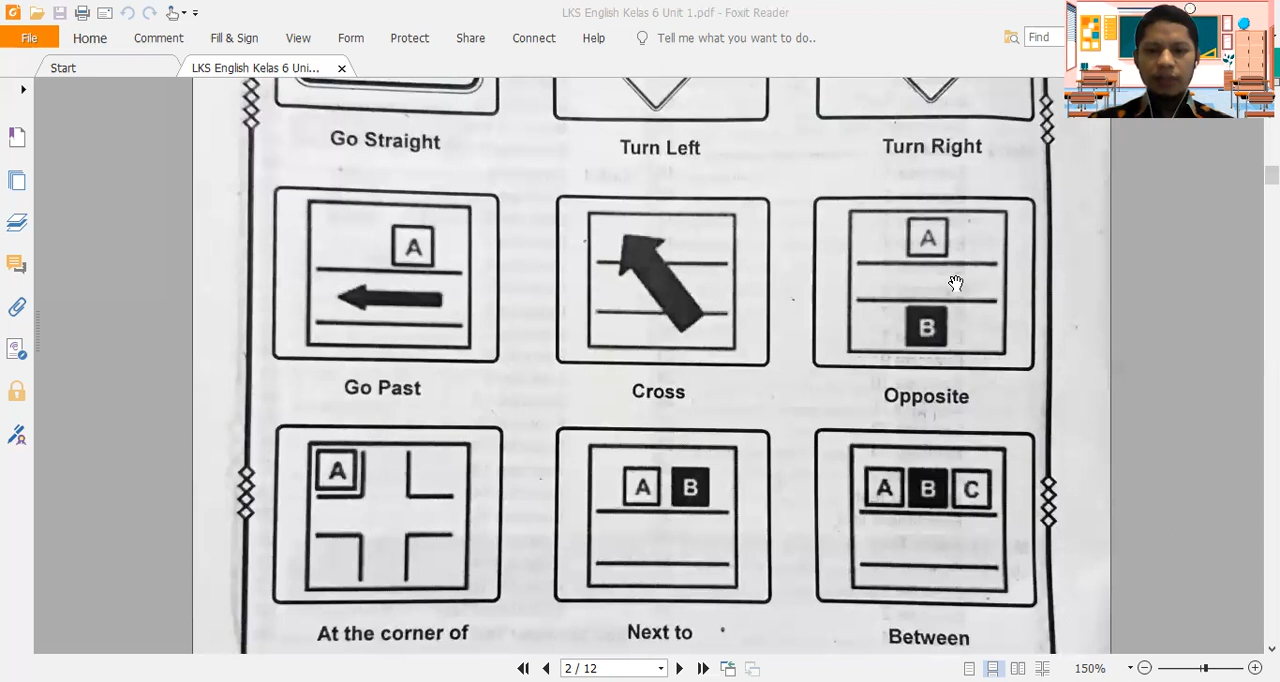 LKS English Kelas 6 Unit 1.pdf - Foxit Reader
File Home Comment Fill & Sign View Form Protect Share Connect Help Tell me what you want to do.. Find
Start LKS English Kelas 6 Uni...
Go Straight Turn Left Turn Right
A
A
B
Go Past Cross Opposite
A
A B
A B C
At the corner of Next to Between
2 / 12 150%